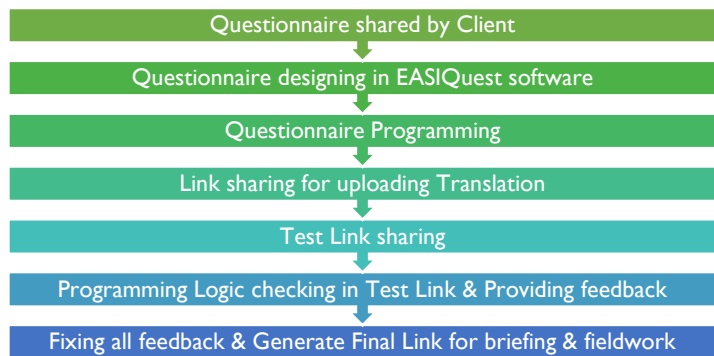 Questionnaire shared by Client
Questionnaire designing in EASIQuest software
Questionnaire Programming
Link sharing for uploading Translation
Test Link sharing
Programming Logic checking in Test Link & Providing feedback
Fixing all feedback & Generate Final Link for briefing & fieldwork